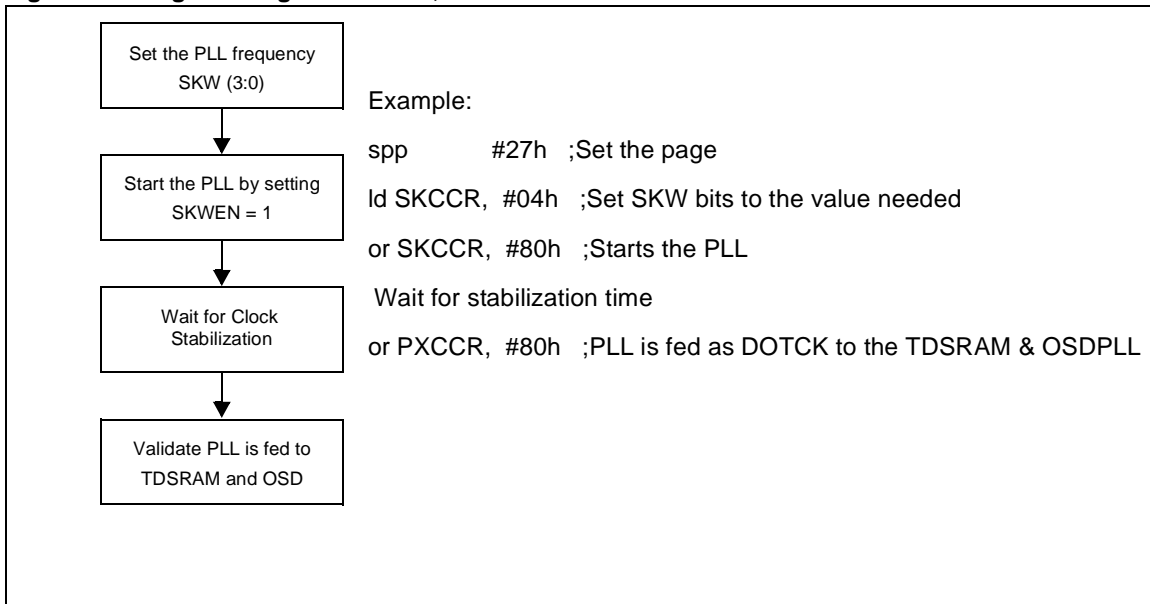 Set the PLL frequency
SKW (3:0)
Start the PLL by setting
SKWEN = 1
Wait for Clock
Stabilization
Validate PLL is fed to
TDSRAM and OSD
Example:
spp #27h ;Set the page
ld SKCCR, #04h ;Set SKW bits to the value needed
or SKCCR, #80h ;Starts the PLL
Wait for stabilization time
or PXCCR, #80h ;PLL is fed as DOTCK to the TDSRAM & OSDPLL